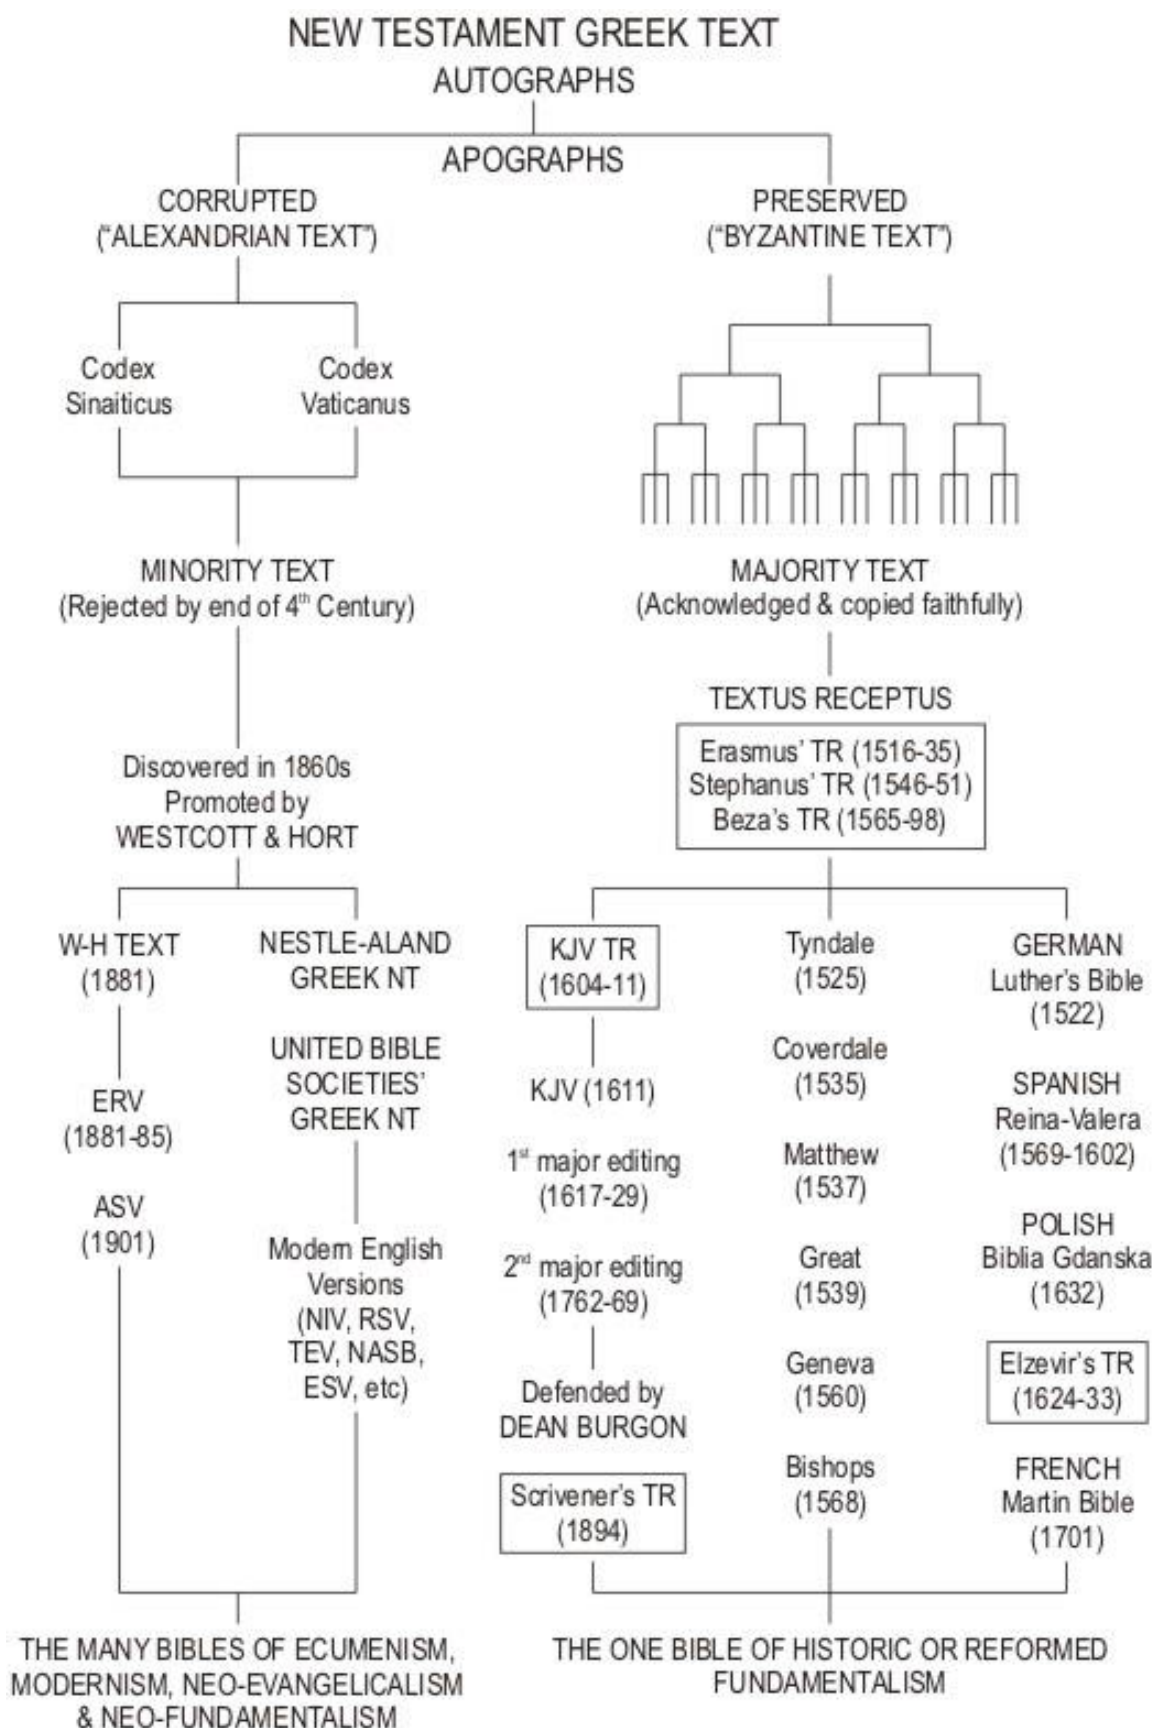 NEW TESTAMENT GREEK TEXT
AUTOGRAPHS
APOGRAPHS
CORRUPTED
("ALEXANDRIAN TEXT")
Codex
Sinaiticus
Codex
Vaticanus
MINORITY TEXT
(Rejected by end of 4th Century)
Discovered in 1860s
Promoted by
WESTCOTT & HORT
W-H TEXT
(1881)
ERV
(1881-85)
ASV
(1901)
NESTLE-ALAND
GREEK NT
UNITED BIBLE
SOCIETIES'
GREEK NT
Modern English
Versions
(NIV, RSV,
TEV, NASB,
ESV, etc)
THE MANY BIBLES OF ECUMENISM,
MODERNISM, NEO-EVANGELICALISM
& NEO-FUNDAMENTALISM
PRESERVED
("BYZANTINE TEXT")
MAJORITY TEXT
(Acknowledged & copied faithfully)
TEXTUS RECEPTUS
Erasmus' TR (1516-35)
Stephanus' TR (1546-51)
Beza's TR (1565-98)
KJV TR
(1604-11)
KJV (1611)
1st major editing
(1617-29)
2nd major editing
(1762-69)
Defended by
DEAN BURGON
Scrivener's TR
(1894)
Tyndale
(1525)
Coverdale
(1535)
Matthew
(1537)
Great
(1539)
Geneva
(1560)
Bishops
(1568)
GERMAN
Luther's Bible
(1522)
SPANISH
Reina-Valera
(1569-1602)
POLISH
Biblia Gdanska
(1632)
Elzevir's TR
(1624-33)
FRENCH
Martin Bible
(1701)
THE ONE BIBLE OF HISTORIC OR REFORMED
FUNDAMENTALISM